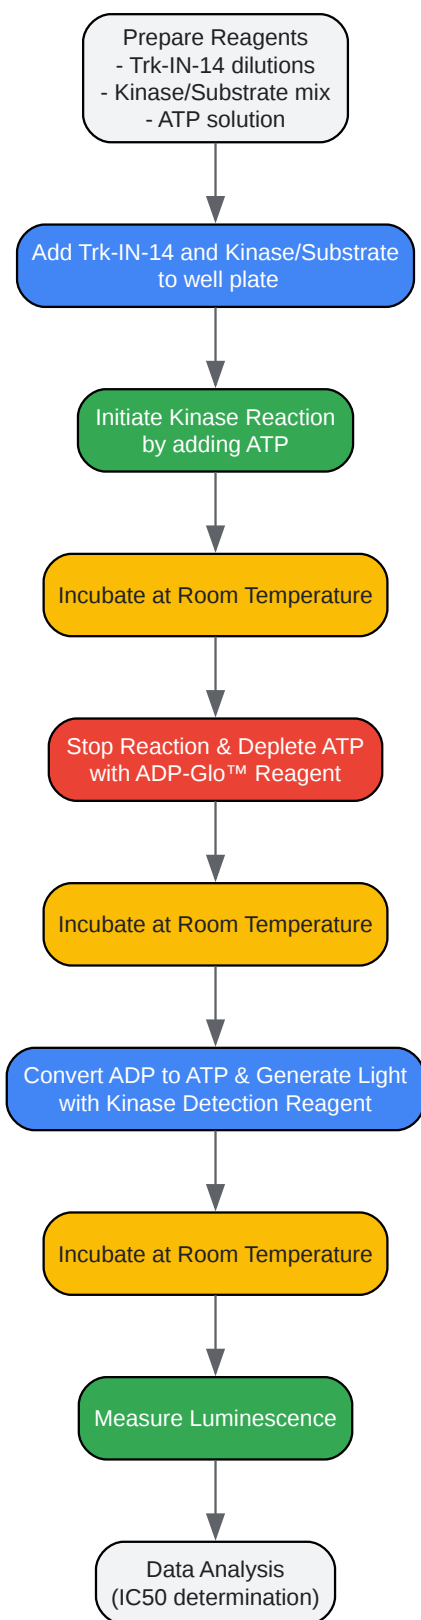 Prepare Reagents
- Trk-IN-14 dilutions
- Kinase/Substrate mix
- ATP solution
Add Trk-IN-14 and Kinase/Substrate
to well plate
Initiate Kinase Reaction
by adding ATP
Incubate at Room Temperature
Stop Reaction & Deplete ATP
with ADP-Glo™ Reagent
Incubate at Room Temperature
Convert ADP to ATP & Generate Light
with Kinase Detection Reagent
Incubate at Room Temperature
Measure Luminescence
Data Analysis
(IC50 determination)